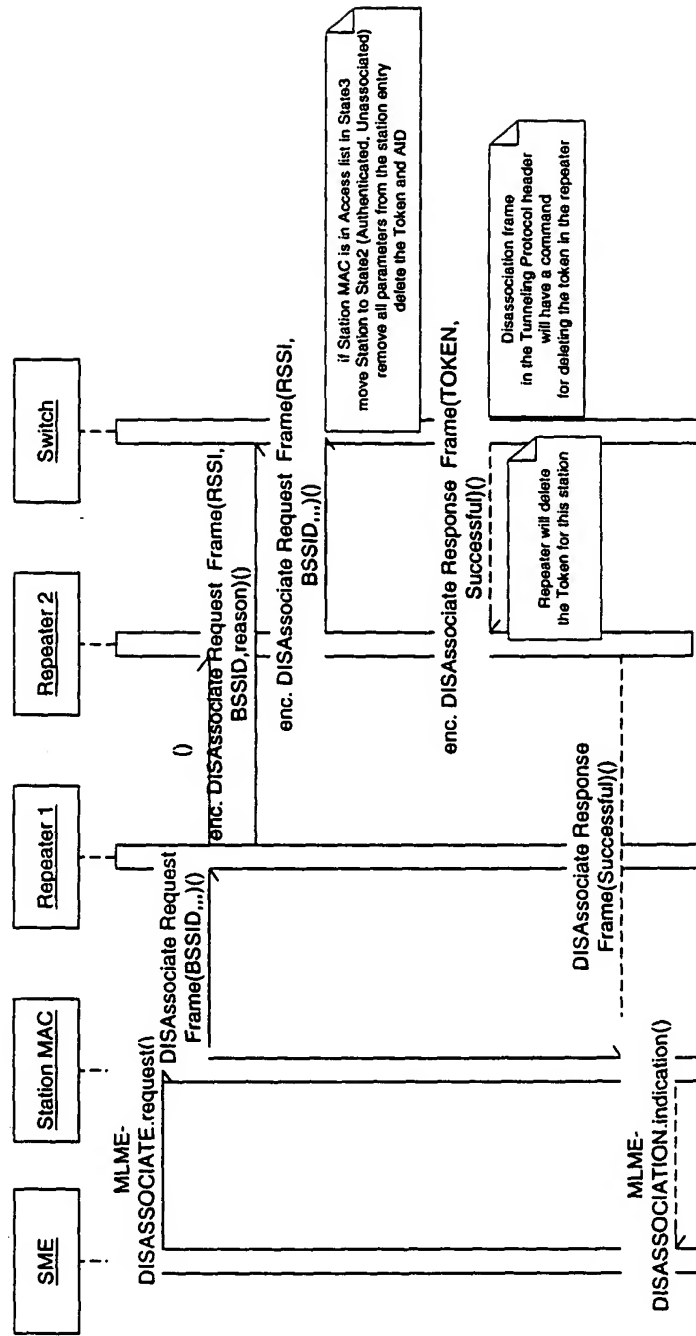 SME
Station MAC
Repeater 1
Repeater 2
Switch
MLME-
DISASSOCIATE.request()
DISAssociate Request
Frame(BSSID,,,)()
()
enc. DISAssociate Request Frame(RSSI,
BSSID,reason)()
enc. DISAssociate Request Frame(RSSI,
BSSID,,,)()
if Station MAC is in Access list in State3
move Station to State2 (Authenticated, Unassociated)
remove all parameters from the station entry
delete the Token and AID
enc. DISAssociate Response Frame(TOKEN,
Successful)()
Disassociation frame
in the Tunneling Protocol header
will have a command
for deleting the token in the repeater
Repeater will delete
the Token for this station
DISAssociate Response
Frame(Successful)()
MLME-
DISASSOCIATION.indication()